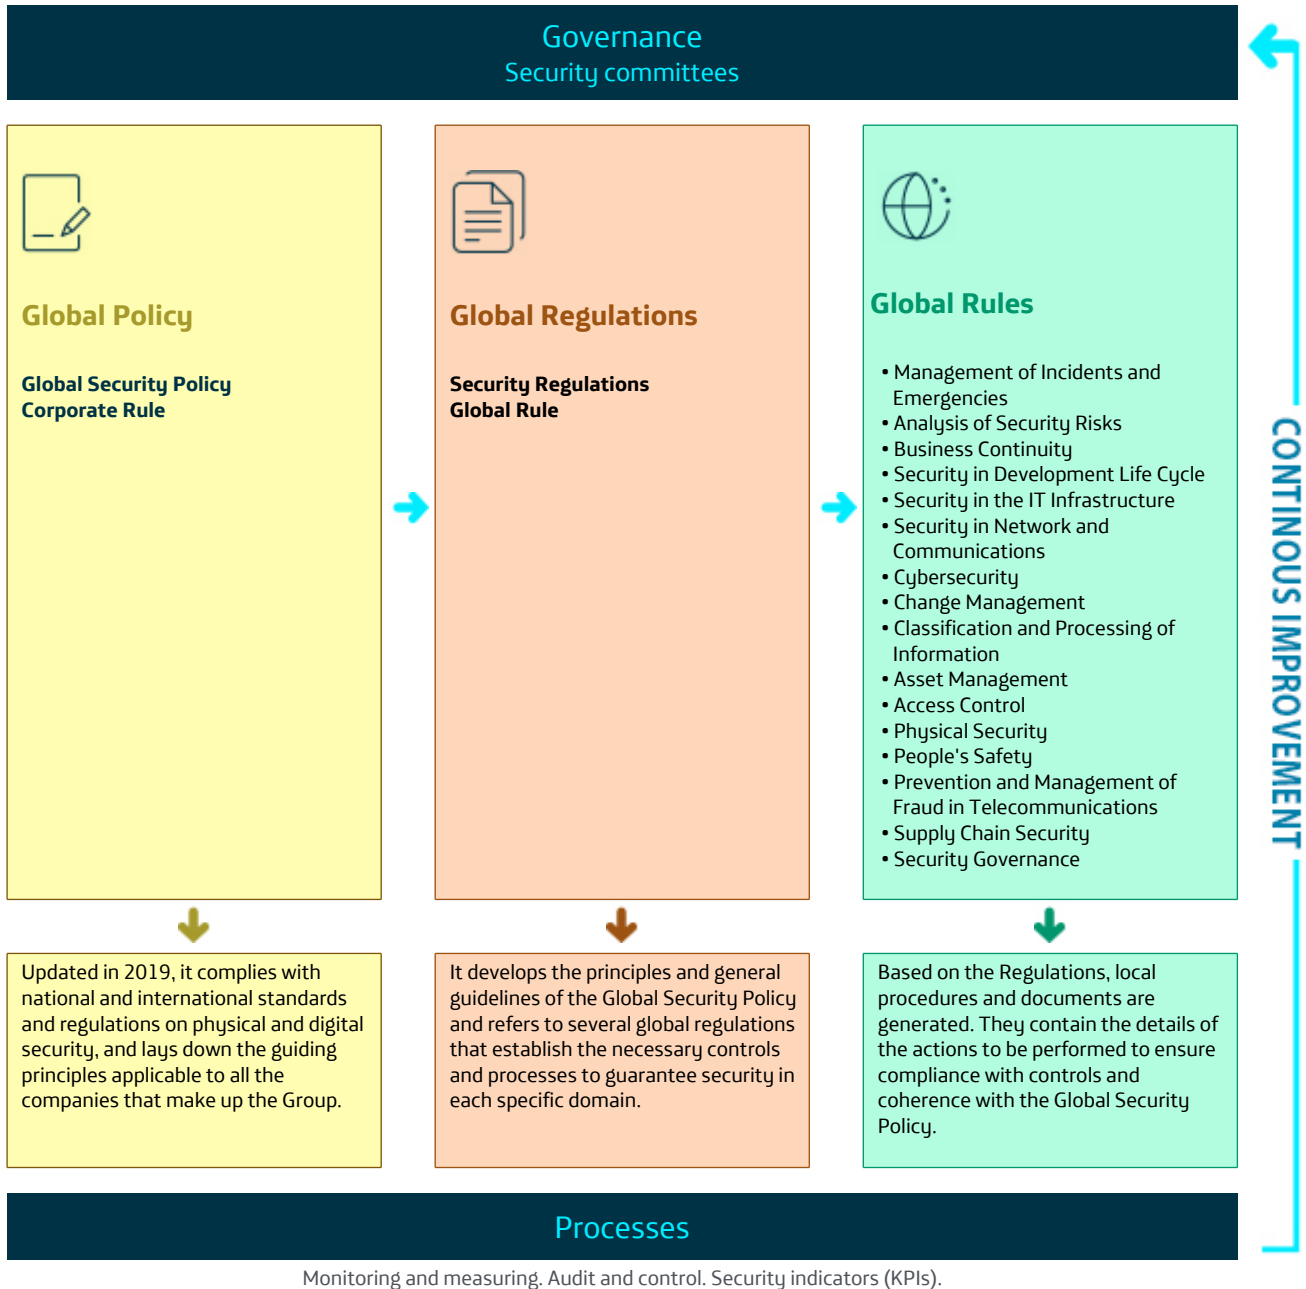 Governance
Security committees
Global Policy
Global Security Policy
Corporate Rule
Global Regulations
Security Regulations
Global Rule
Global Rules
• Management of Incidents and
Emergencies
• Analysis of Security Risks
• Business Continuity
• Security in Development Life Cycle
• Security in the IT Infrastructure
• Security in Network and
Communications
• Cybersecurity
• Change Management
• Classification and Processing of
Information
• Asset Management
• Access Control
• Physical Security
• People's Safety
• Prevention and Management of
Fraud in Telecommunications
• Supply Chain Security
• Security Governance
Updated in 2019, it complies with
national and international standards
and regulations on physical and digital
security, and lays down the guiding
principles applicable to all the
companies that make up the Group.
It develops the principles and general
guidelines of the Global Security Policy
and refers to several global regulations
that establish the necessary controls
and processes to guarantee security in
each specific domain.
Based on the Regulations, local
procedures and documents are
generated. They contain the details of
the actions to be performed to ensure
compliance with controls and
coherence with the Global Security
Policy.
CONTINOUS IMPROVEMENT
Processes
Monitoring and measuring. Audit and control. Security indicators (KPIs).